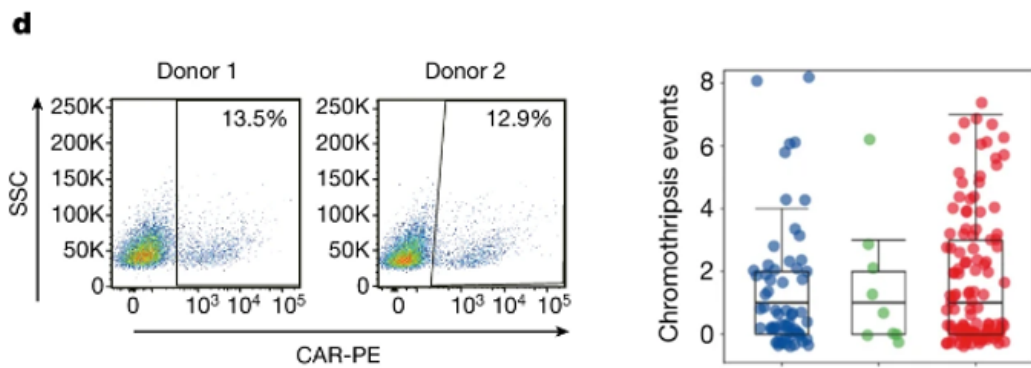 d
Donor 1
Donor 2
SSC
250K
200K
150K
100K
50K
0
13.5%
0 10³ 10⁴ 10⁵
250K
200K
150K
100K
50K
0
12.9%
0 10³ 10⁴ 10⁵
CAR-PE
Chromothripsis events
8
6
4
2
0